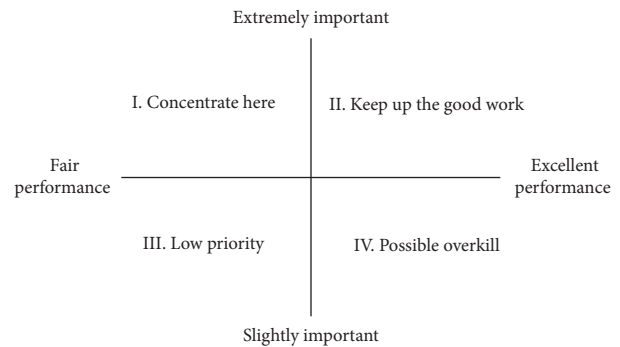 Extremely important
I. Concentrate here
II. Keep up the good work
Fair
performance
Excellent
performance
III. Low priority
IV. Possible overkill
Slightly important